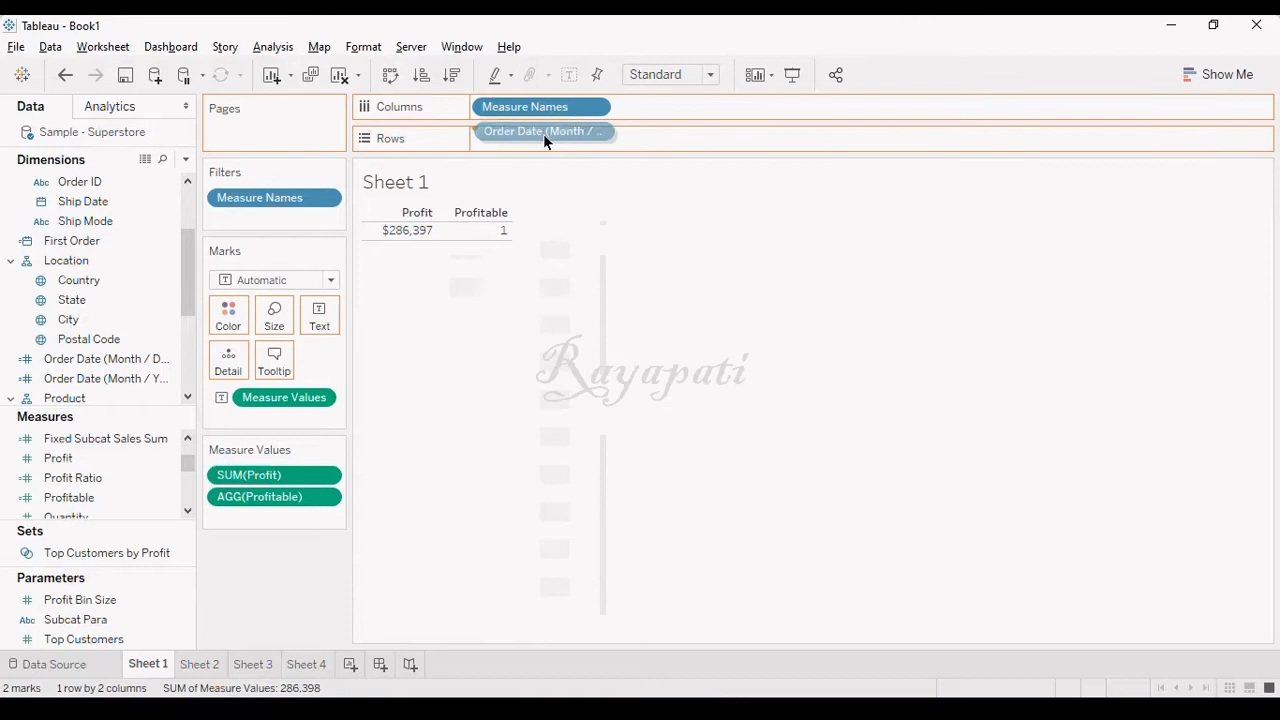 Tableau - Book1
File Data Worksheet Dashboard Story Analysis Map Format Server Window Help
Standard
Show Me
Data Analytics
Sample - Superstore
Dimensions
Abc Order ID
Ship Date
Abc Ship Mode
First Order
Location
Country
State
City
Postal Code
Order Date (Month / D...
Order Date (Month / Y...
Product
Measures
Fixed Subcat Sales Sum
Profit
Profit Ratio
Profitable
Quantity
Sets
Top Customers by Profit
Parameters
Profit Bin Size
Abc Subcat Para
Top Customers
Pages
Filters
Measure Names
Marks
Automatic
Color Size Text
Detail Tooltip
Measure Values
Measure Values
SUM(Profit)
AGG(Profitable)
Columns Measure Names
Rows Order Date (Month / ...
Sheet 1
Profit Profitable
$286,397 1
Rayapati
Data Source Sheet 1 Sheet 2 Sheet 3 Sheet 4
2 marks 1 row by 2 columns SUM of Measure Values: 286,398